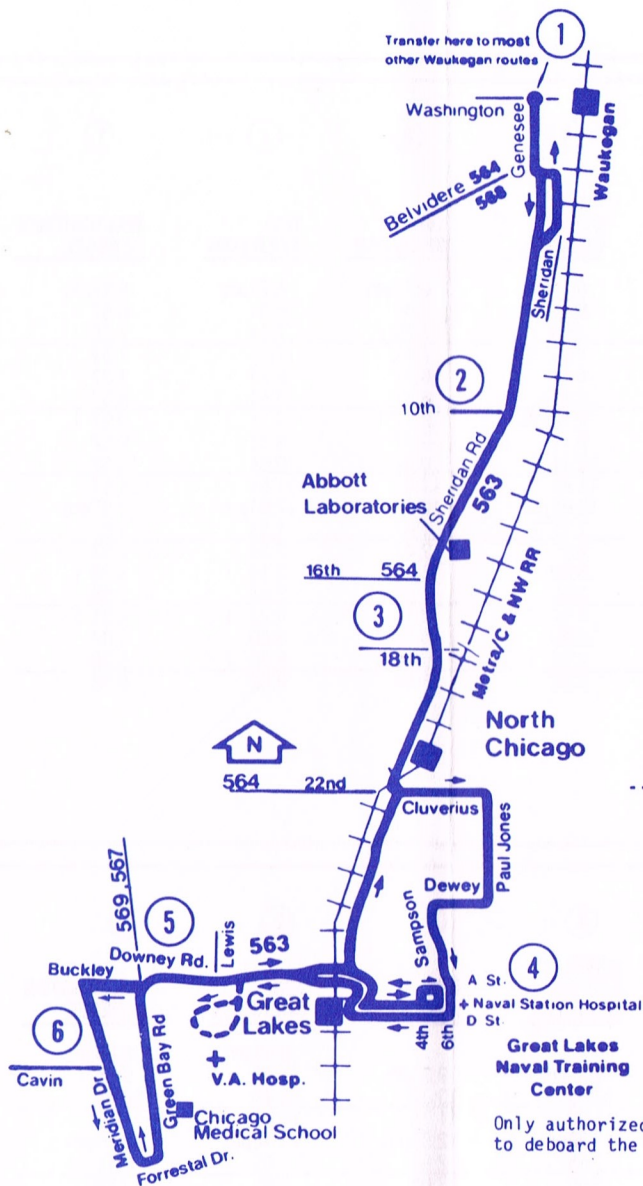 Transfer here to most
other Waukegan routes
1
Washington
Genesee
Waukegan
Belvidere 564
568
Sheridan
2
10th
Sheridan Rd
563
Abbott
Laboratories
16th 564
3
18th
Metra/C & NW RR
North
Chicago
N
564 22nd
Cluverius
Paul Jones
Dewey
Sampson
569,567
5
Lewis
563
Downey Rd.
Buckley
A St.
4
+ Naval Station Hospital
D St.
4th
6th
Great
Lakes
6
Green Bay Rd
+
V.A. Hosp.
Great Lakes
Naval Training
Center
Cavin
Meridian Dr
Chicago
Medical School
Forrestal Dr.
Only authorized
to deboard the